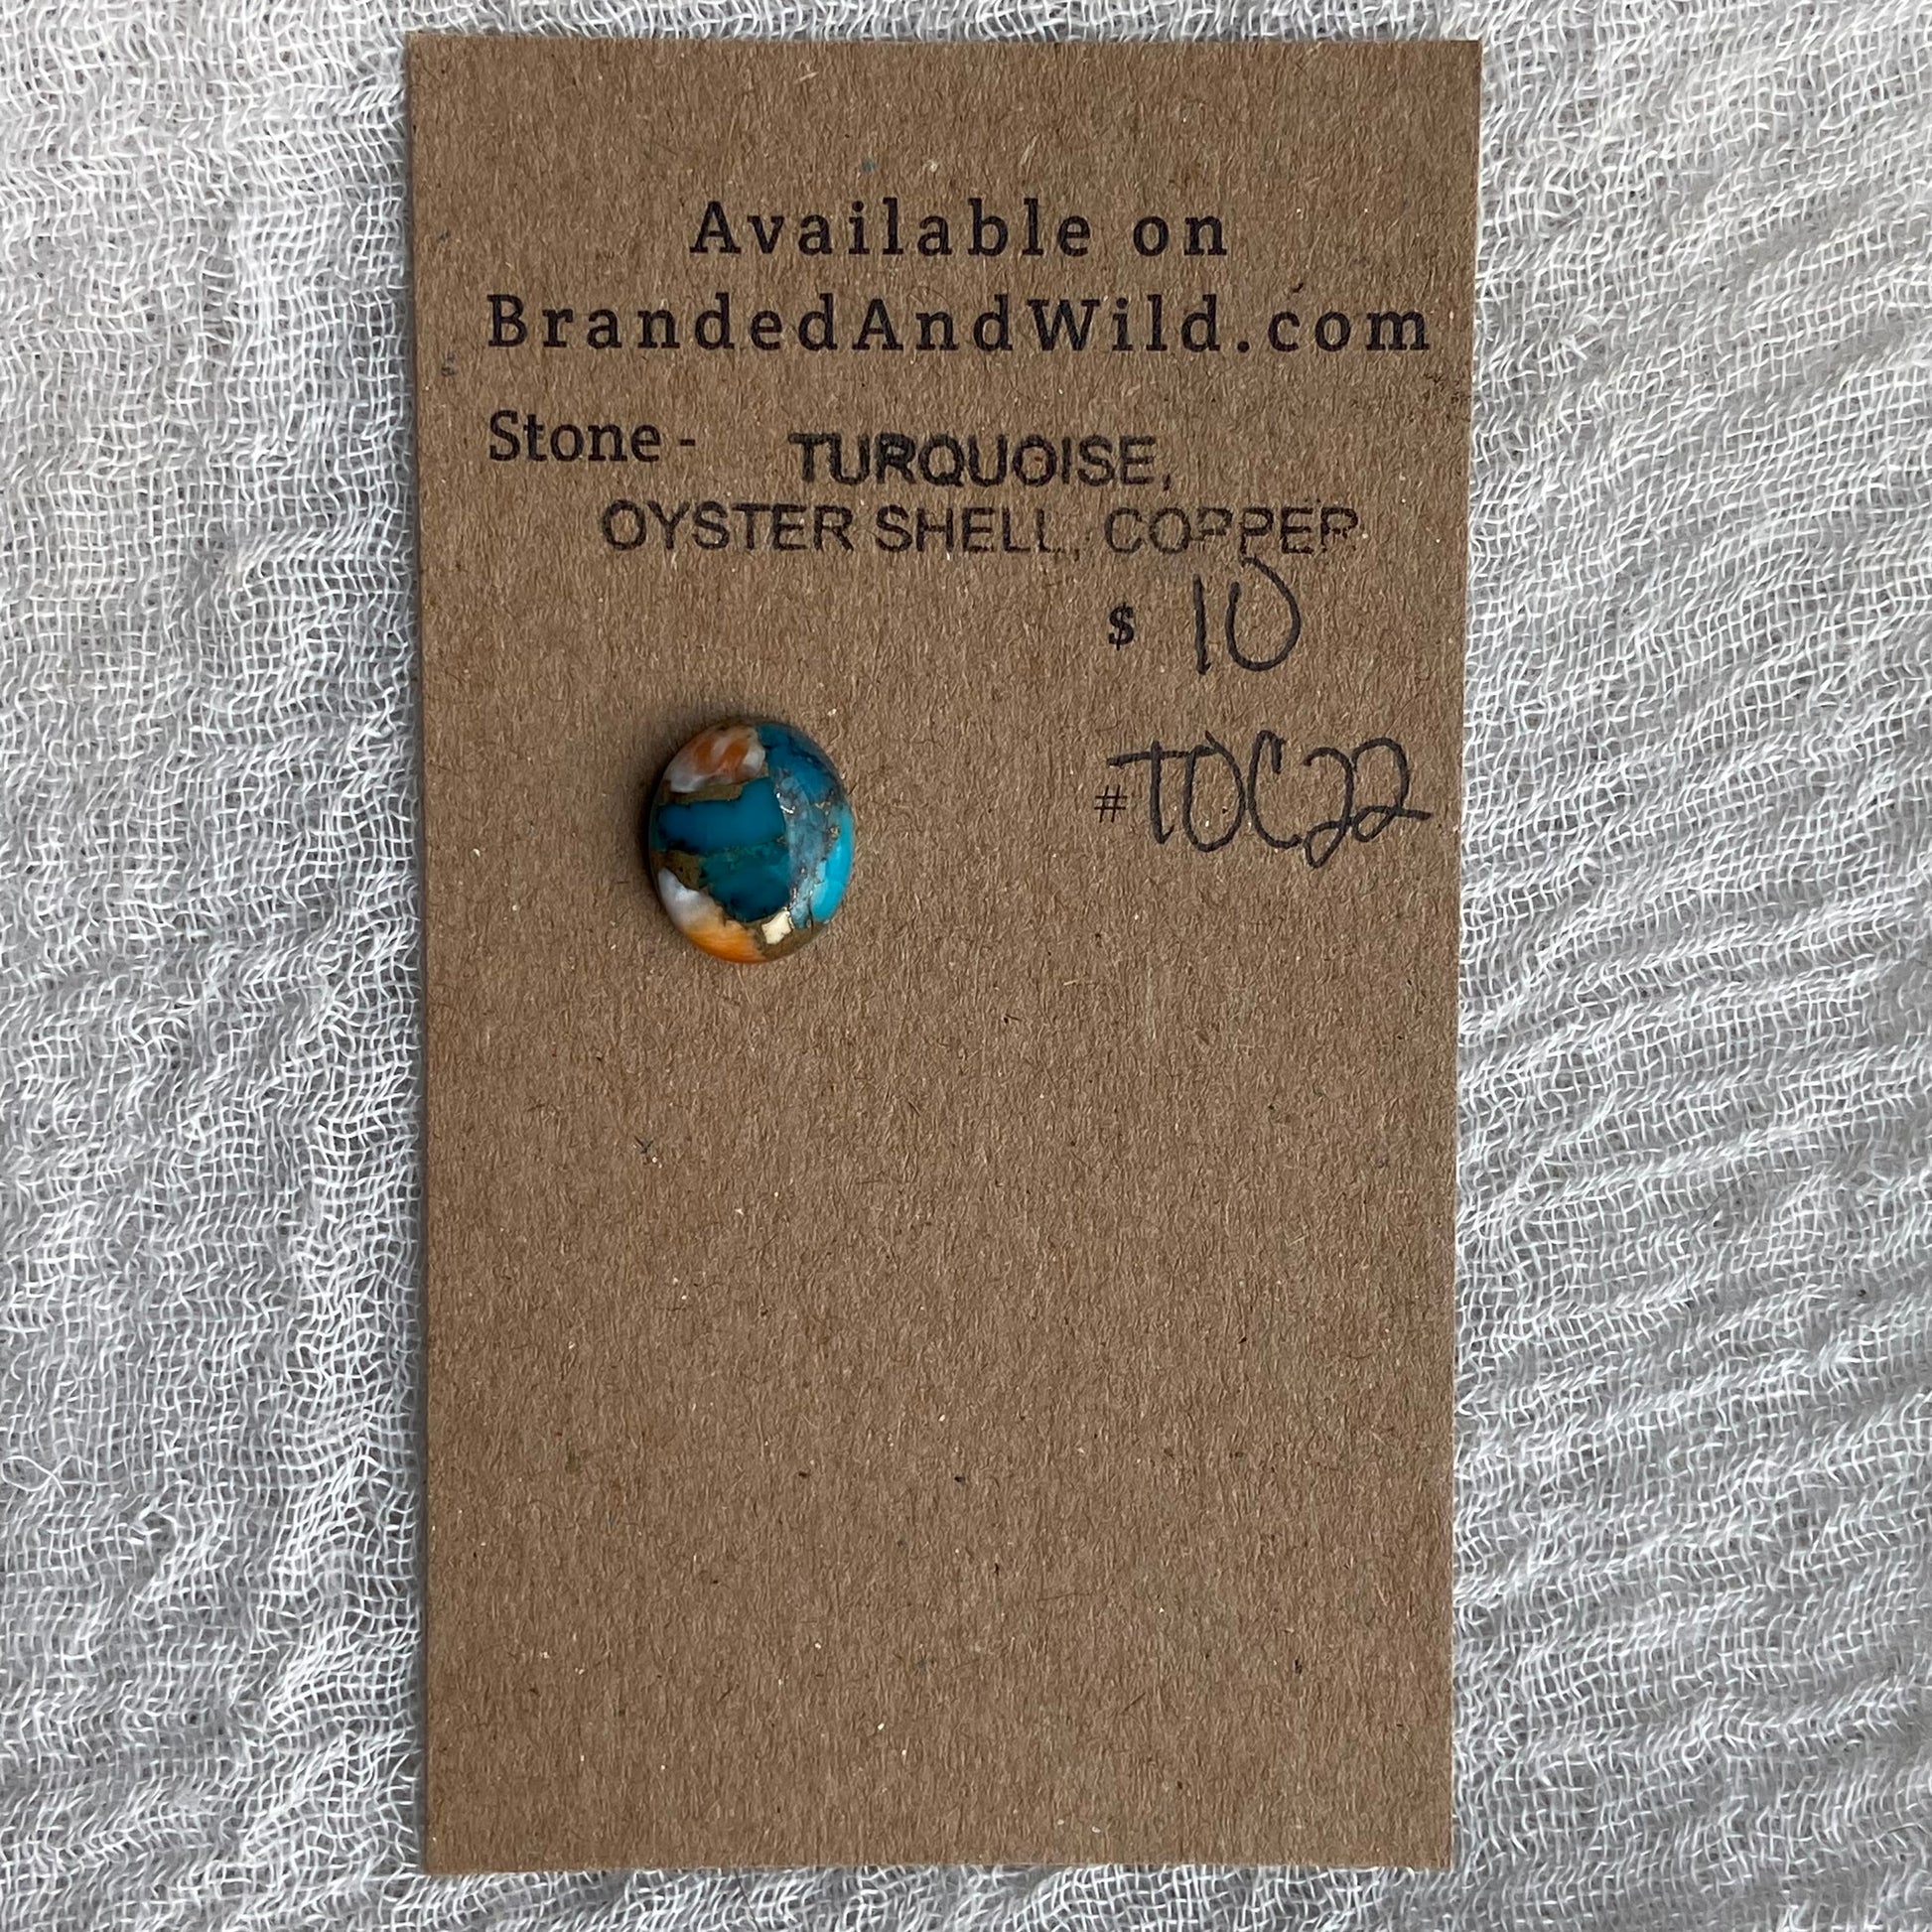 Available on
BrandedAndWild.com
Stone - TURQUOISE,
OYSTER SHELL, COPPER
$ 10
#TOC22